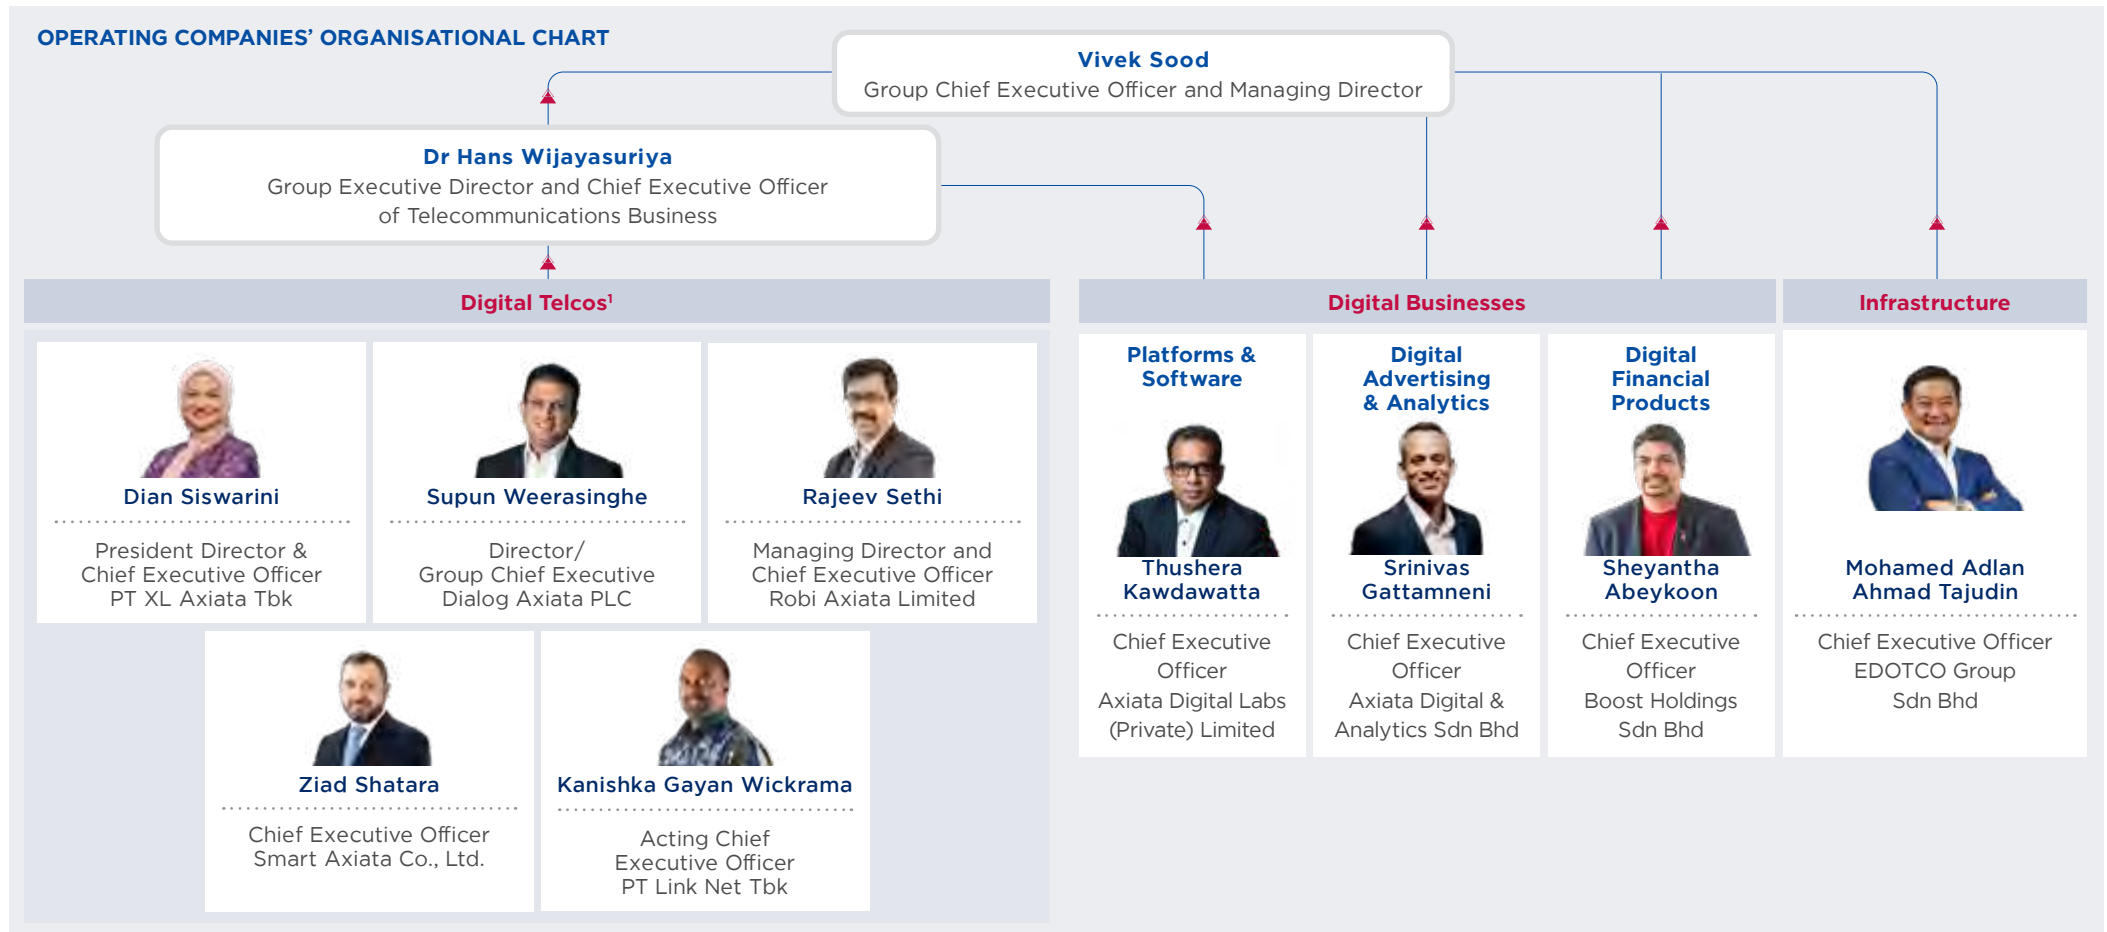 OPERATING COMPANIES’ ORGANISATIONAL CHART
Vivek Sood
Group Chief Executive Officer and Managing Director
Dr Hans Wijayasuriya
Group Executive Director and Chief Executive Officer
of Telecommunications Business
Digital Telcos¹
Dian Siswarini
President Director &
Chief Executive Officer
PT XL Axiata Tbk
Supun Weerasinghe
Director/
Group Chief Executive
Dialog Axiata PLC
Rajeev Sethi
Managing Director and
Chief Executive Officer
Robi Axiata Limited
Ziad Shatara
Chief Executive Officer
Smart Axiata Co., Ltd.
Kanishka Gayan Wickrama
Acting Chief
Executive Officer
PT Link Net Tbk
Digital Businesses
Platforms &
Software
Thushera
Kawdawatta
Chief Executive
Officer
Axiata Digital Labs
(Private) Limited
Digital
Advertising
& Analytics
Srinivas
Gattamneni
Chief Executive
Officer
Axiata Digital &
Analytics Sdn Bhd
Digital
Financial
Products
Sheyantha
Abeykoon
Chief Executive
Officer
Boost Holdings
Sdn Bhd
Infrastructure
Mohamed Adlan
Ahmad Tajudin
Chief Executive Officer
EDOTCO Group
Sdn Bhd